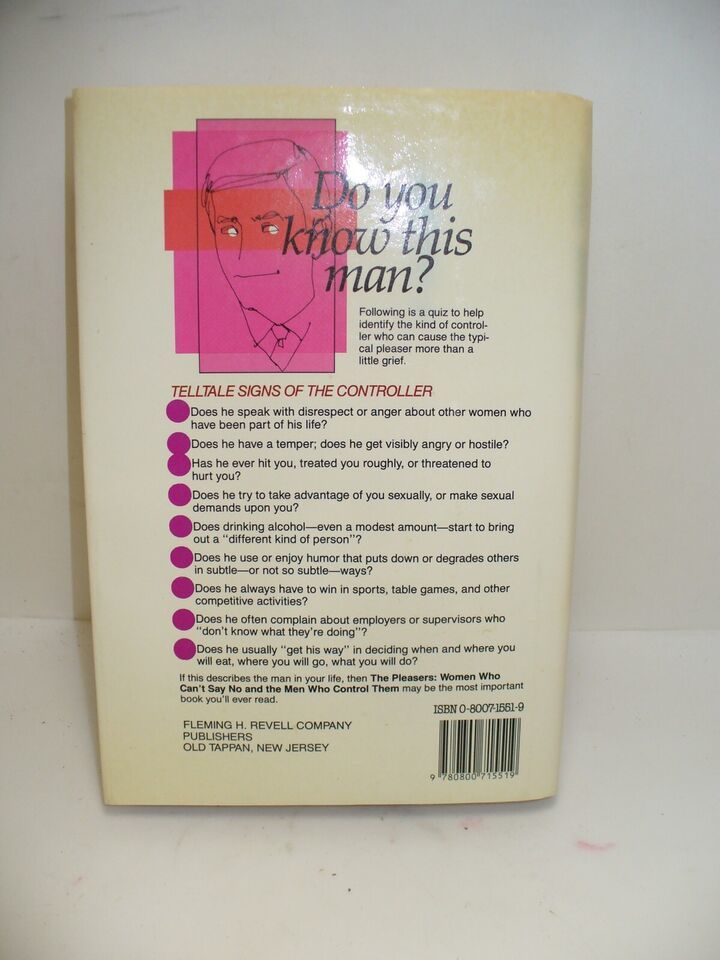 Do you
know this
man?
Following is a quiz to help
identify the kind of control-
ler who can cause the typi-
cal pleaser more than a
little grief.
TELLTALE SIGNS OF THE CONTROLLER
Does he speak with disrespect or anger about other women who
have been part of his life?
Does he have a temper; does he get visibly angry or hostile?
Has he ever hit you, treated you roughly, or threatened to
hurt you?
Does he try to take advantage of you sexually, or make sexual
demands upon you?
Does drinking alcohol—even a modest amount—start to bring
out a "different kind of person"?
Does he use or enjoy humor that puts down or degrades others
in subtle—or not so subtle—ways?
Does he always have to win in sports, table games, and other
competitive activities?
Does he often complain about employers or supervisors who
"don't know what they're doing"?
Does he usually "get his way" in deciding when and where you
will eat, where you will go, what you will do?
If this describes the man in your life, then The Pleasers: Women Who
Can't Say No and the Men Who Control Them may be the most important
book you'll ever read.
ISBN 0-8007-1551-9
FLEMING H. REVELL COMPANY
PUBLISHERS
OLD TAPPAN, NEW JERSEY
9 780800 715519